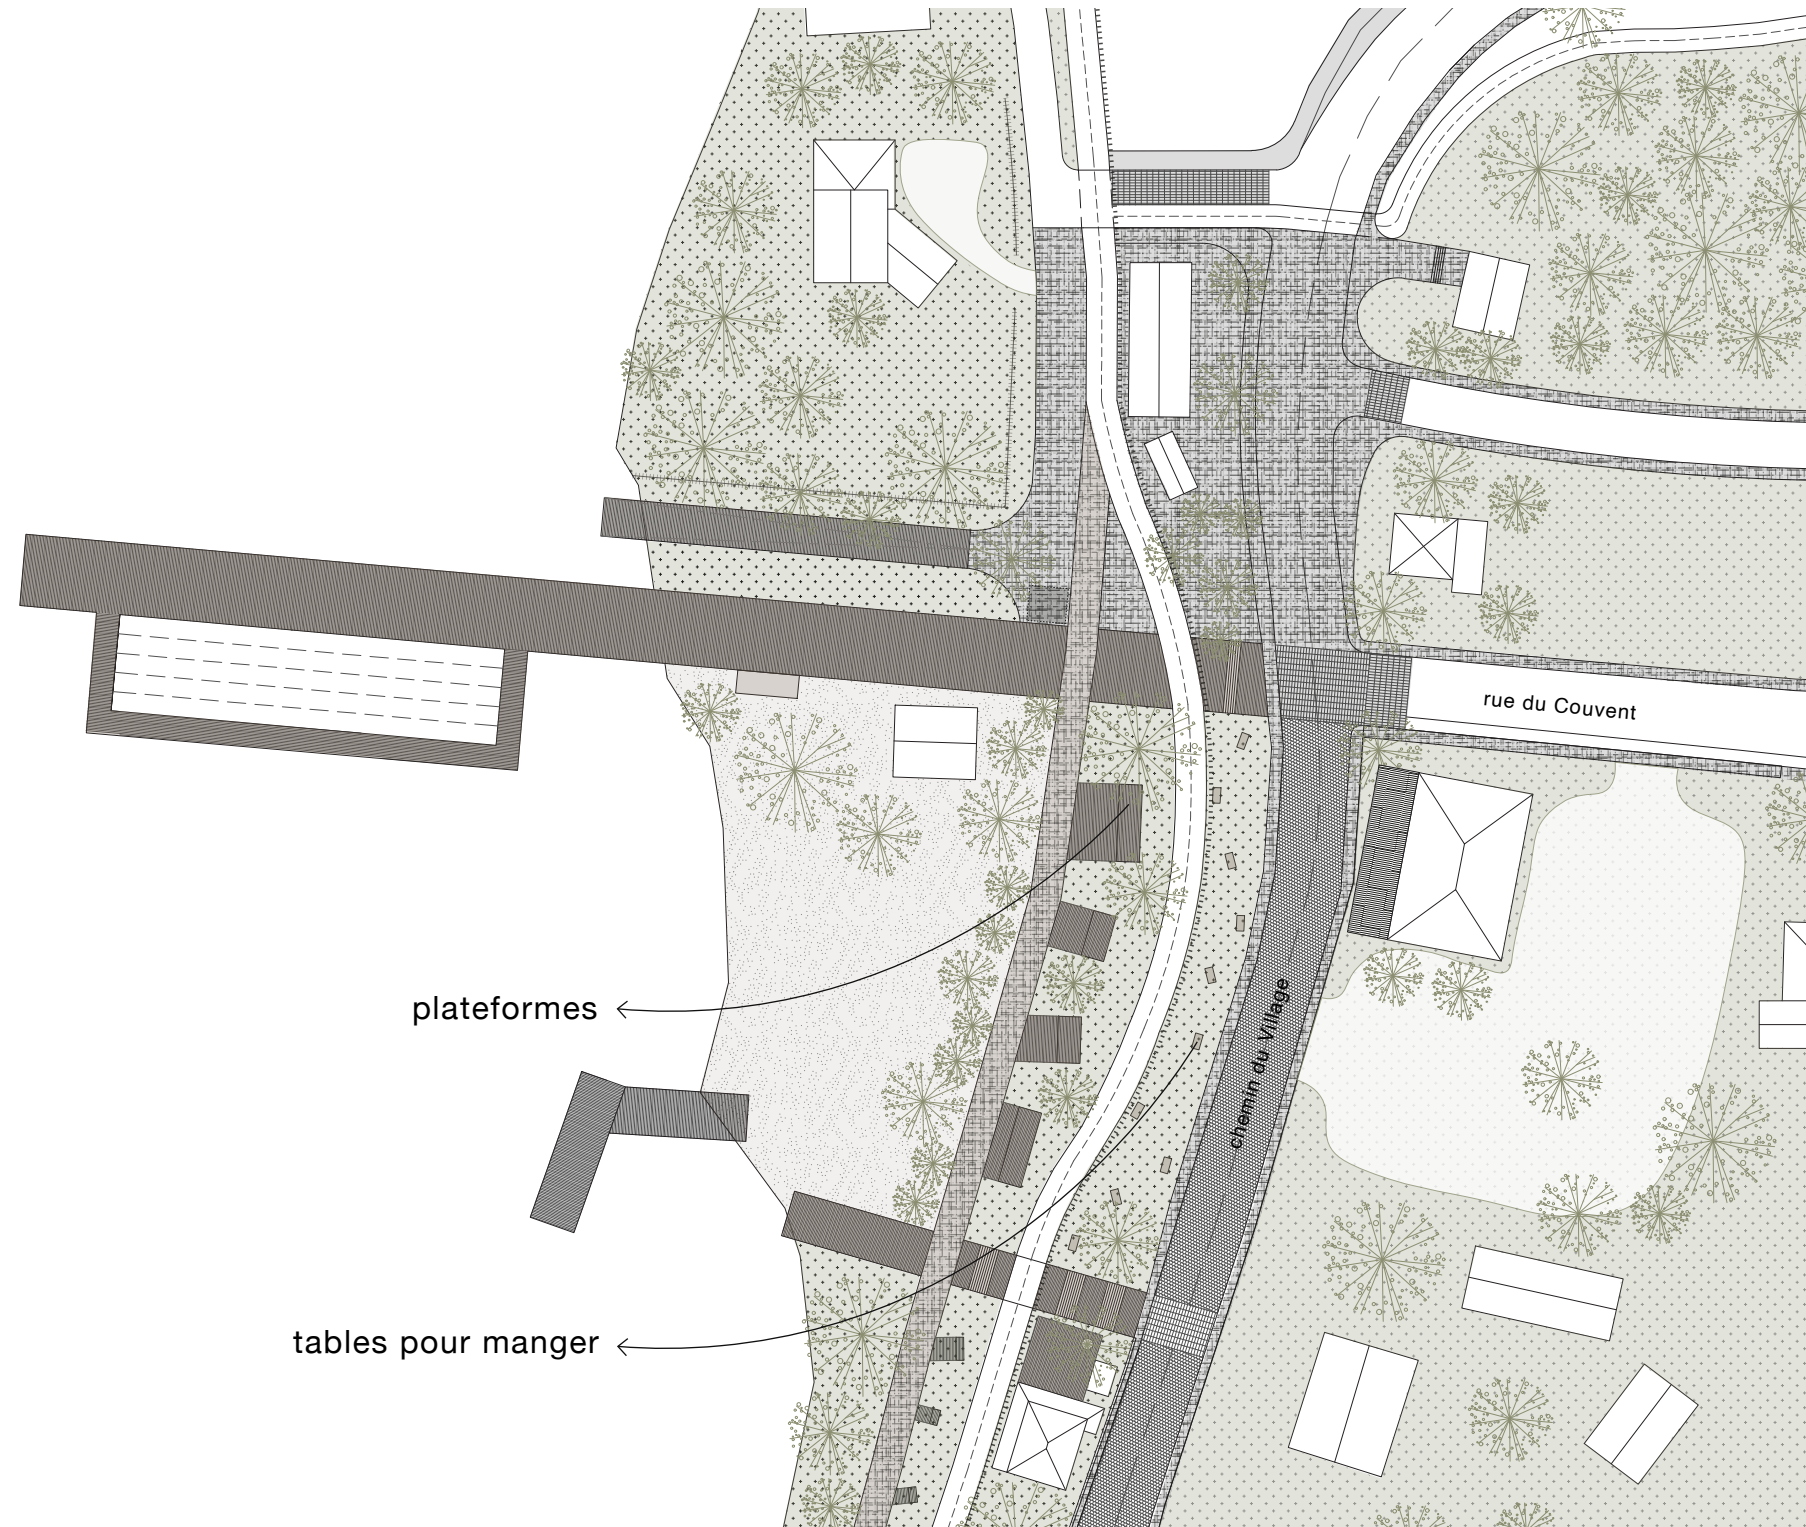 rue du Couvent
plateformes
chemin du Village
tables pour manger